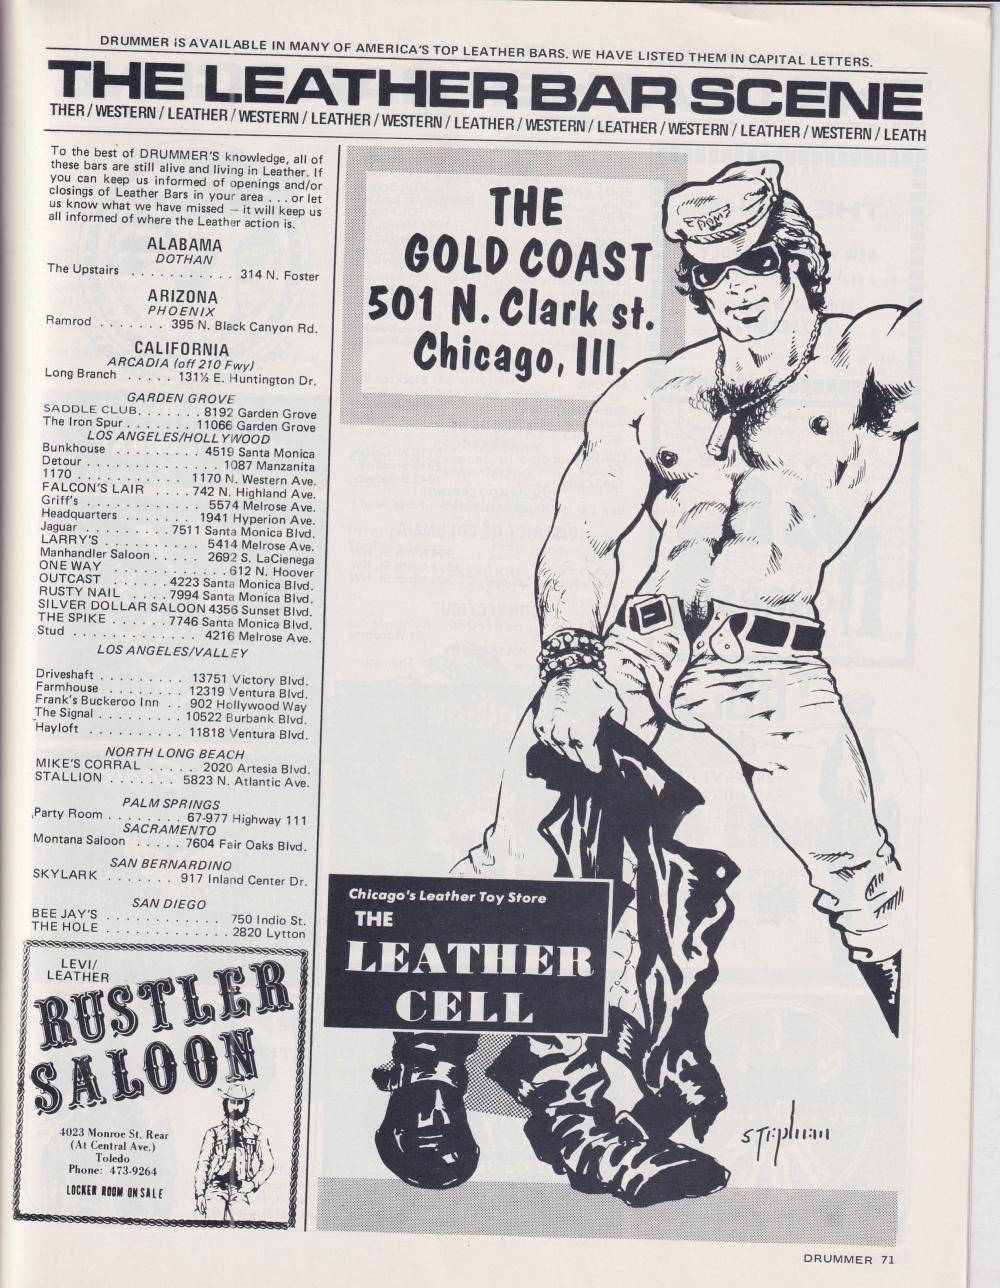 DRUMMER IS AVAILABLE IN MANY OF AMERICA'S TOP LEATHER BARS. WE HAVE LISTED THEM IN CAPITAL LETTERS.
THE LEATHER BAR SCENE
THER / WESTERN / LEATHER / WESTERN / LEATHER / WESTERN / LEATHER / WESTERN / LEATHER / WESTERN / LEATHER / WESTERN / LEATH
To the best of DRUMMER'S knowledge, all of
these bars are still alive and living in Leather. If
you can keep us informed of openings and/or
closings of Leather Bars in your area . . . or let
us know what we have missed — it will keep us
all informed of where the Leather action is.
ALABAMA
DOTHAN
The Upstairs . . . . . . . . . . . 314 N. Foster
ARIZONA
PHOENIX
Ramrod . . . . . . . 395 N. Black Canyon Rd.
CALIFORNIA
ARCADIA (off 210 Fwy)
Long Branch . . . . . 131½ E. Huntington Dr.
GARDEN GROVE
SADDLE CLUB. . . . . . . 8192 Garden Grove
The Iron Spur . . . . . . . 11066 Garden Grove
LOS ANGELES/HOLLYWOOD
Bunkhouse . . . . . . . . . 4519 Santa Monica
Detour . . . . . . . . . . . . . 1087 Manzanita
1170 . . . . . . . . . . . 1170 N. Western Ave.
FALCON'S LAIR . . . . 742 N. Highland Ave.
Griff's . . . . . . . . . . . . . 5574 Melrose Ave.
Headquarters . . . . . . . . 1941 Hyperion Ave.
Jaguar . . . . . . . . 7511 Santa Monica Blvd.
LARRY'S . . . . . . . . . . 5414 Melrose Ave.
Manhandler Saloon . . . . . 2692 S. LaCienega
ONE WAY . . . . . . . . . . . . . 612 N. Hoover
OUTCAST . . . . . . 4223 Santa Monica Blvd.
RUSTY NAIL . . . . . 7994 Santa Monica Blvd.
SILVER DOLLAR SALOON 4356 Sunset Blvd.
THE SPIKE . . . . . . 7746 Santa Monica Blvd.
Stud . . . . . . . . . . . . . 4216 Melrose Ave.
LOS ANGELES/VALLEY
Driveshaft . . . . . . . . . . 13751 Victory Blvd.
Farmhouse . . . . . . . . . 12319 Ventura Blvd.
Frank's Buckeroo Inn . . 902 Hollywood Way
The Signal . . . . . . . . . 10522 Burbank Blvd.
Hayloft . . . . . . . . . . 11818 Ventura Blvd.
NORTH LONG BEACH
MIKE'S CORRAL . . . . . 2020 Artesia Blvd.
STALLION . . . . . . . 5823 N. Atlantic Ave.
PALM SPRINGS
Party Room . . . . . . . . 67-977 Highway 111
SACRAMENTO
Montana Saloon . . . . . 7604 Fair Oaks Blvd.
SAN BERNARDINO
SKYLARK . . . . . . . 917 Inland Center Dr.
SAN DIEGO
BEE JAY'S . . . . . . . . . . . . 750 Indio St.
THE HOLE . . . . . . . . . . . . . 2820 Lytton
LEVI/
LEATHER
RUSTLER
SALOON
4023 Monroe St. Rear
(At Central Ave.)
Toledo
Phone: 473-9264
LOCKER ROOM ON SALE
THE
GOLD COAST
501 N. Clark st.
Chicago, Ill.
Chicago's Leather Toy Store
THE
LEATHER
CELL
Stephen
DRUMMER 71